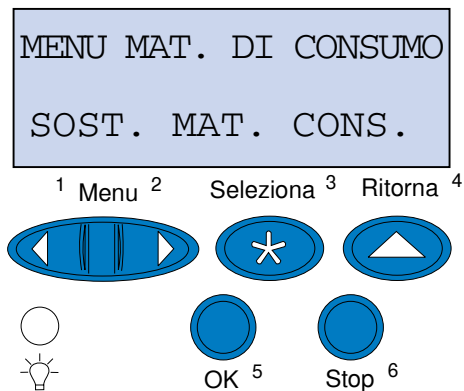 MENU MAT. DI CONSUMO
SOST. MAT. CONS.
1 Menu 2 Seleziona 3 Ritorna 4
OK 5 Stop 6